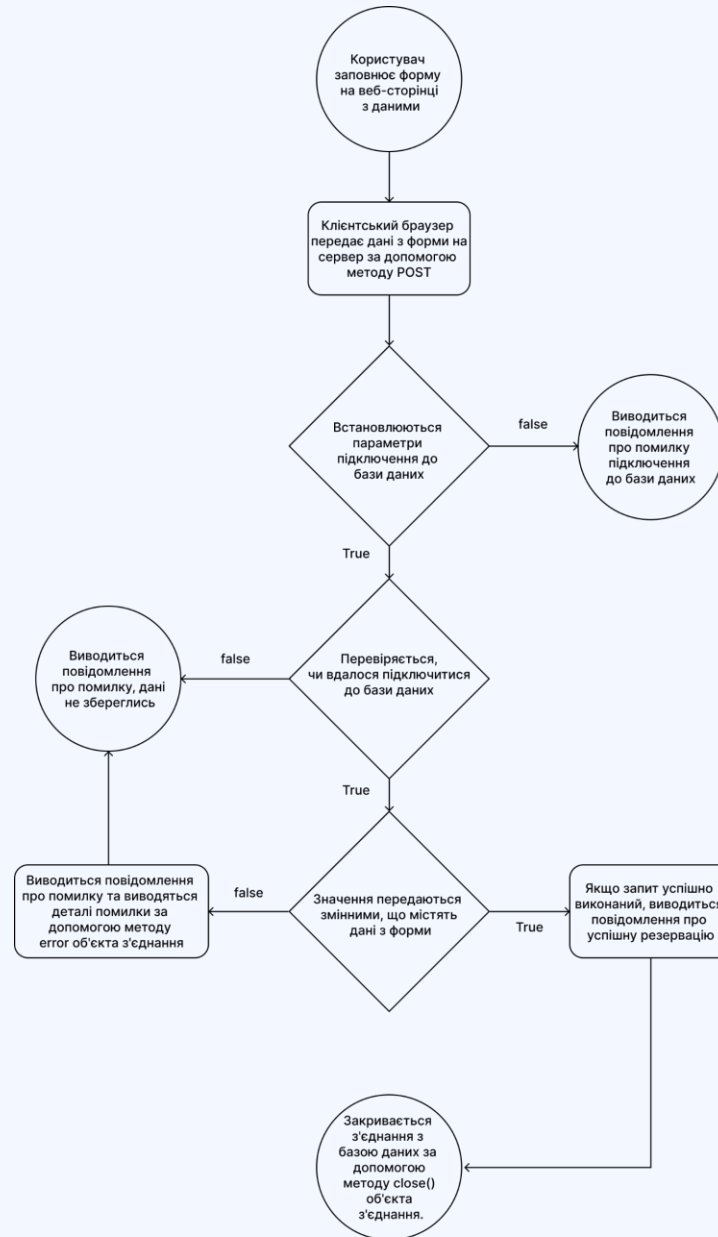 Користувач
заповнює форму
на веб-сторінці
з даними
Клієнтський браузер
передає дані з форми на
сервер за допомогою
методу POST
Встановлюються
параметри
підключення до
бази даних
false
Виводиться
повідомлення
про помилку
підключення
до бази даних
True
Перевіряється,
чи вдалося підключитися
до бази даних
false
Виводиться
повідомлення
про помилку, дані
не збереглись
True
Значення передаються
змінними, що містять
дані з форми
false
Виводиться повідомлення
про помилку та виводяться
деталі помилки за
допомогою методу
error об'єкта з'єднання
True
Якщо запит успішно
виконаний, виводиться
повідомлення про
успішну резервацію
Закривається
з'єднання з
базою даних за
допомогою
методу close()
об'єкта
з'єднання.